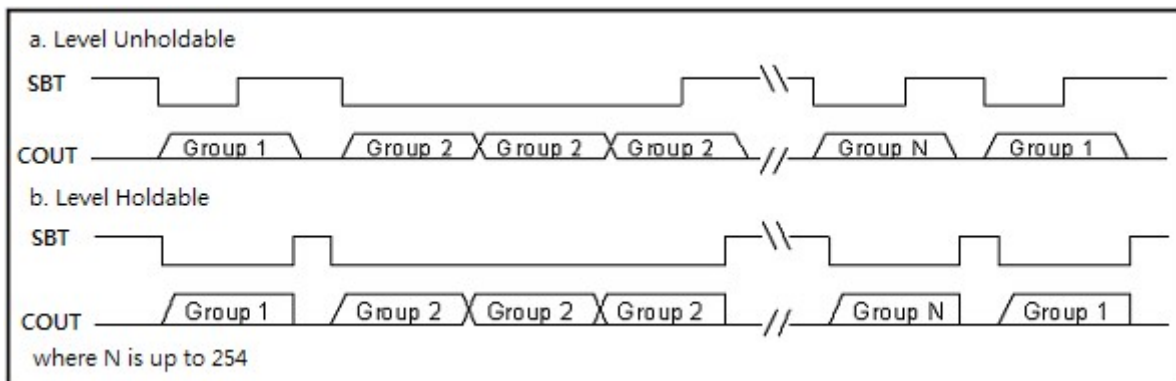 a. Level Unholdable
SBT
COUT Group 1 Group 2 Group 2 Group 2 Group N Group 1
b. Level Holdable
SBT
COUT Group 1 Group 2 Group 2 Group 2 Group N Group 1
where N is up to 254